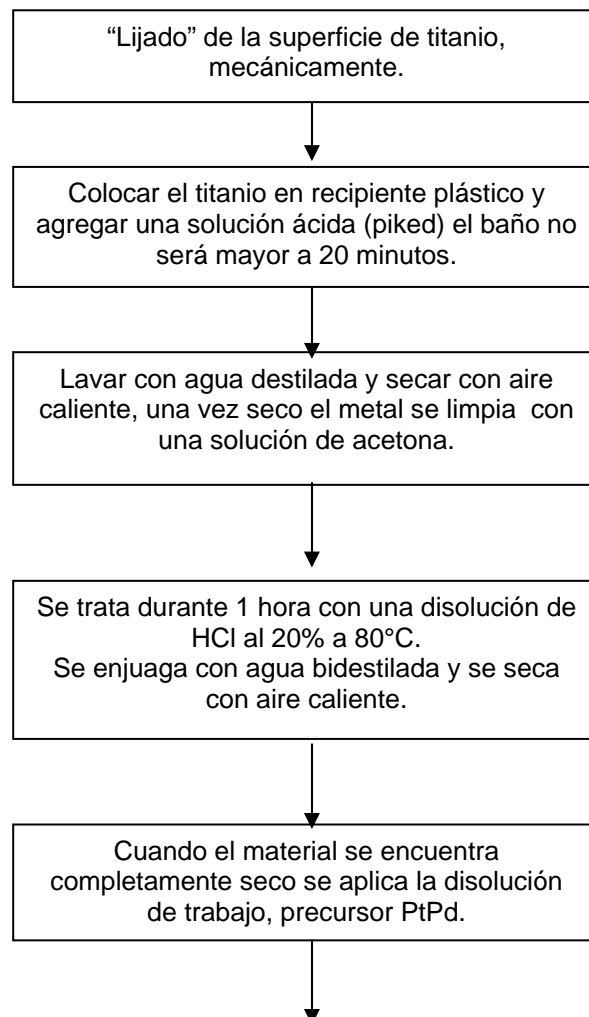 “Lijado” de la superficie de titanio,
mecánicamente.
Colocar el titanio en recipiente plástico y
agregar una solución ácida (piked) el baño no
será mayor a 20 minutos.
Lavar con agua destilada y secar con aire
caliente, una vez seco el metal se limpia con
una solución de acetona.
Se trata durante 1 hora con una disolución de
HCl al 20% a 80°C.
Se enjuaga con agua bidestilada y se seca
con aire caliente.
Cuando el material se encuentra
completamente seco se aplica la disolución
de trabajo, precursor PtPd.